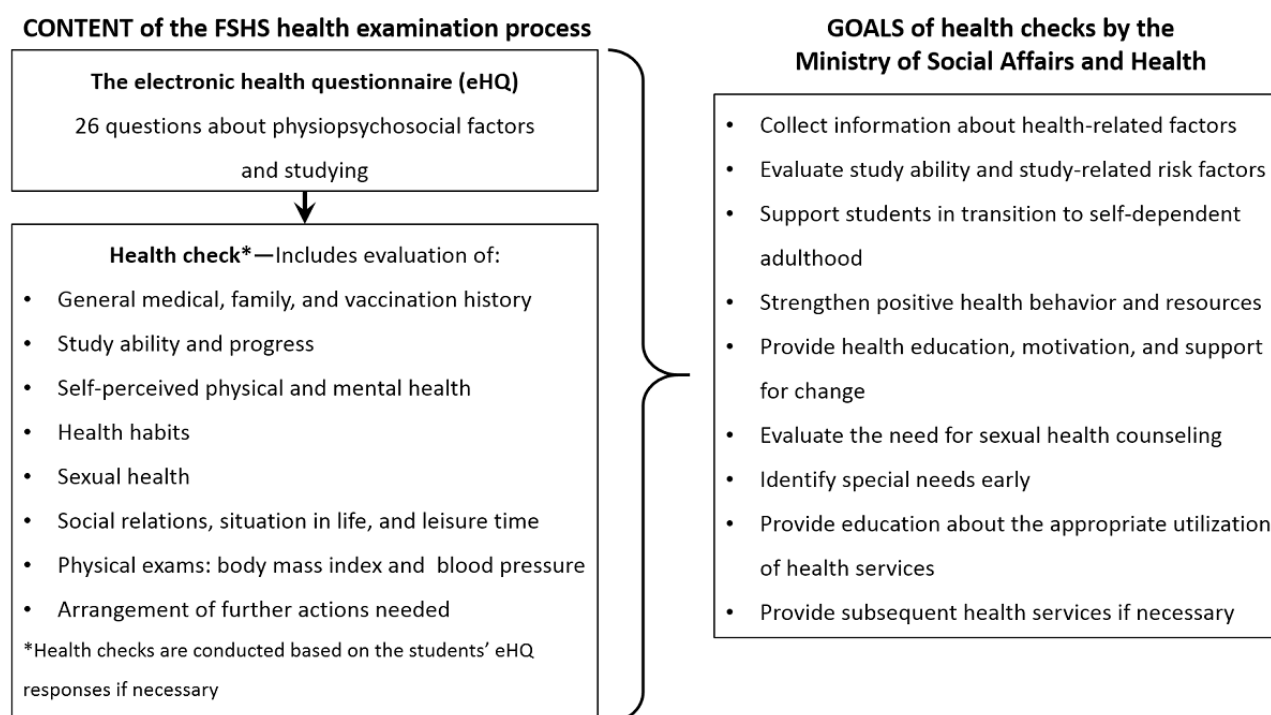 CONTENT of the FSHS health examination process
The electronic health questionnaire (eHQ)
26 questions about physiopsychosocial factors
and studying
Health check*—Includes evaluation of:
• General medical, family, and vaccination history
• Study ability and progress
• Self-perceived physical and mental health
• Health habits
• Sexual health
• Social relations, situation in life, and leisure time
• Physical exams: body mass index and blood pressure
• Arrangement of further actions needed
*Health checks are conducted based on the students’ eHQ
responses if necessary
GOALS of health checks by the
Ministry of Social Affairs and Health
• Collect information about health-related factors
• Evaluate study ability and study-related risk factors
• Support students in transition to self-dependent
adulthood
• Strengthen positive health behavior and resources
• Provide health education, motivation, and support
for change
• Evaluate the need for sexual health counseling
• Identify special needs early
• Provide education about the appropriate utilization
of health services
• Provide subsequent health services if necessary